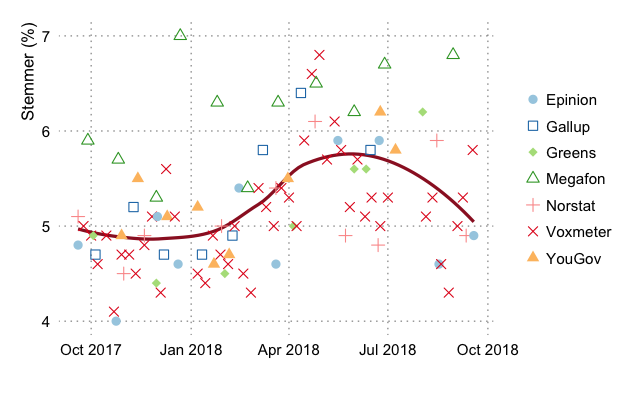 Stemmer (%)
7
6
5
4
Oct 2017
Jan 2018
Apr 2018
Jul 2018
Oct 2018
Epinion
Gallup
Greens
Megafon
Norstat
Voxmeter
YouGov